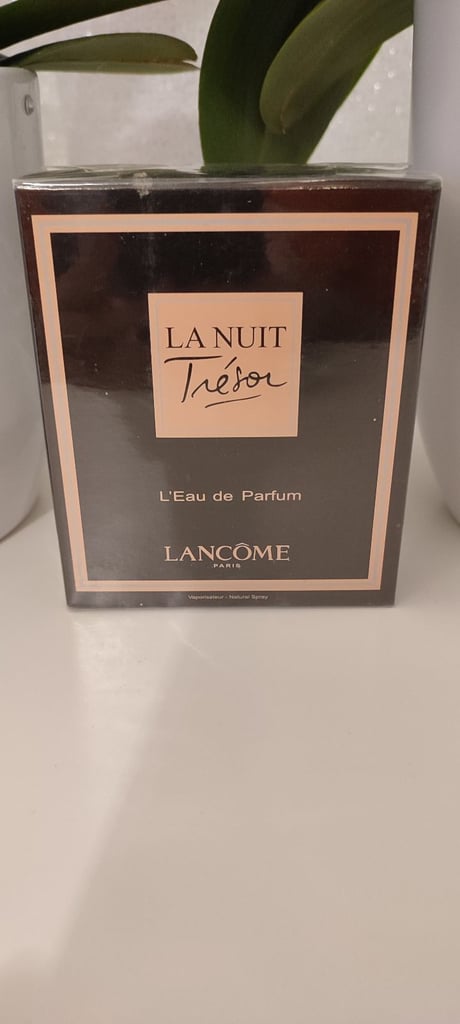 LA NUIT
Trésor
L'Eau de Parfum
LANCÔME
PARIS
Vaporisateur - Natural Spray